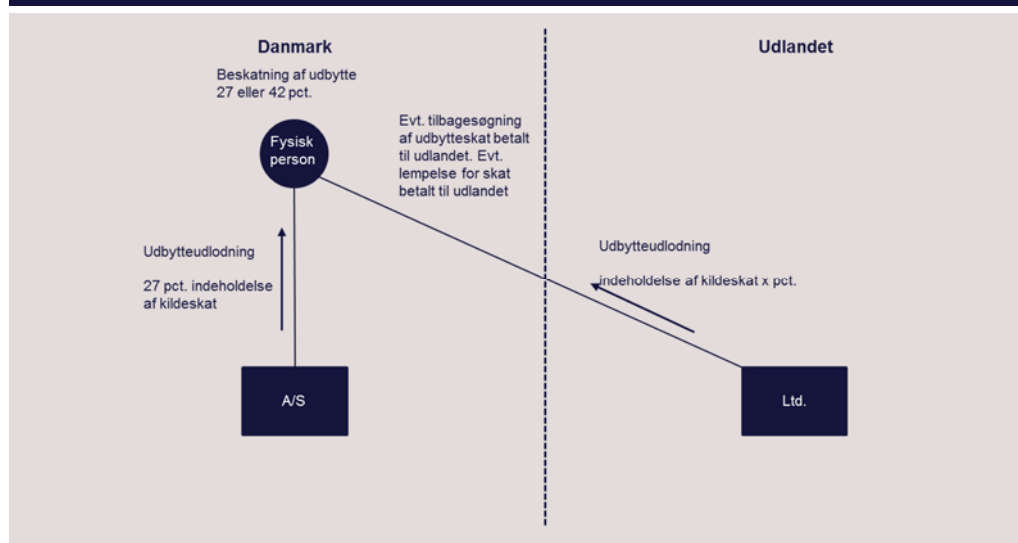 Danmark
Beskatning af udbytte
27 eller 42 pct.
Fysisk
person
Udbytteudlodning
27 pct. indeholdelse
af kildeskat
A/S
Evt. tilbagesøgning
af udbytteskat betalt
til udlandet. Evt.
lempelse for skat
betalt til udlandet
Udlandet
Udbytteudlodning
indeholdelse af kildeskat x pct.
Ltd.